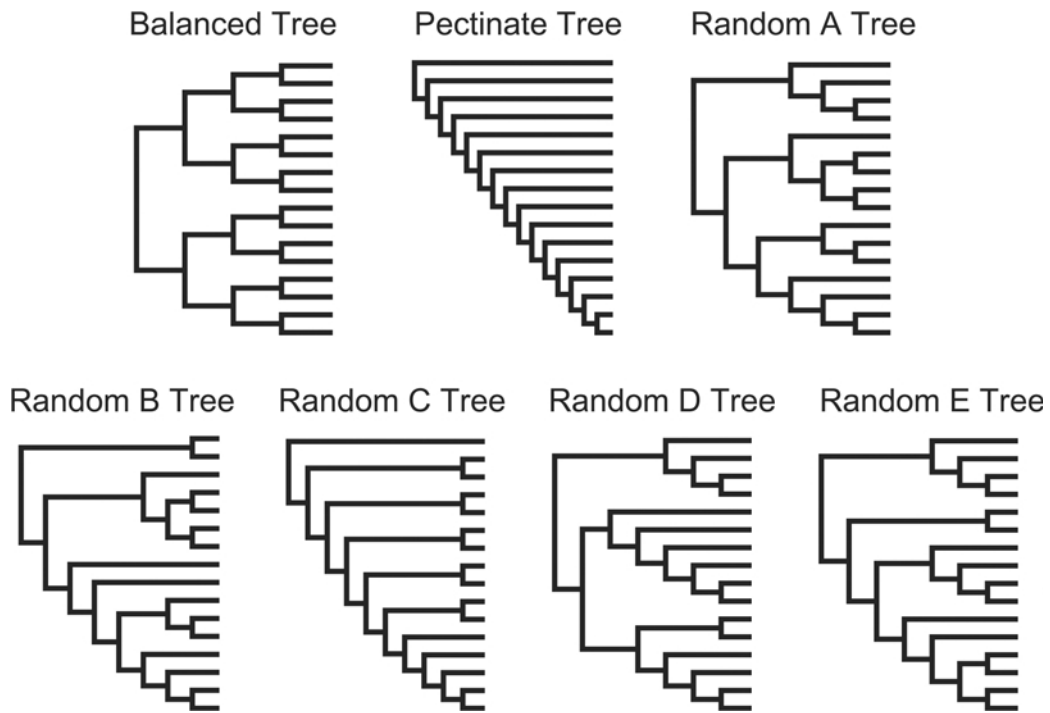 Balanced Tree
Pectinate Tree
Random A Tree
Random B Tree
Random C Tree
Random D Tree
Random E Tree